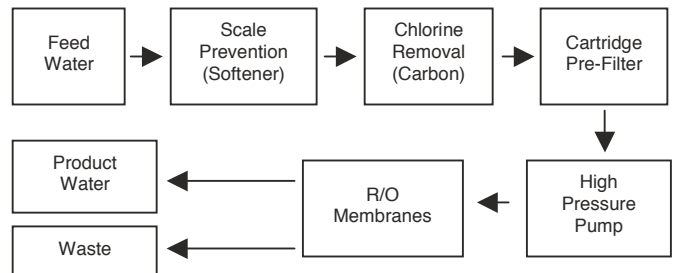 Feed
Water
Scale
Prevention
(Softener)
Chlorine
Removal
(Carbon)
Cartridge
Pre-Filter
High
Pressure
Pump
R/O
Membranes
Product
Water
Waste